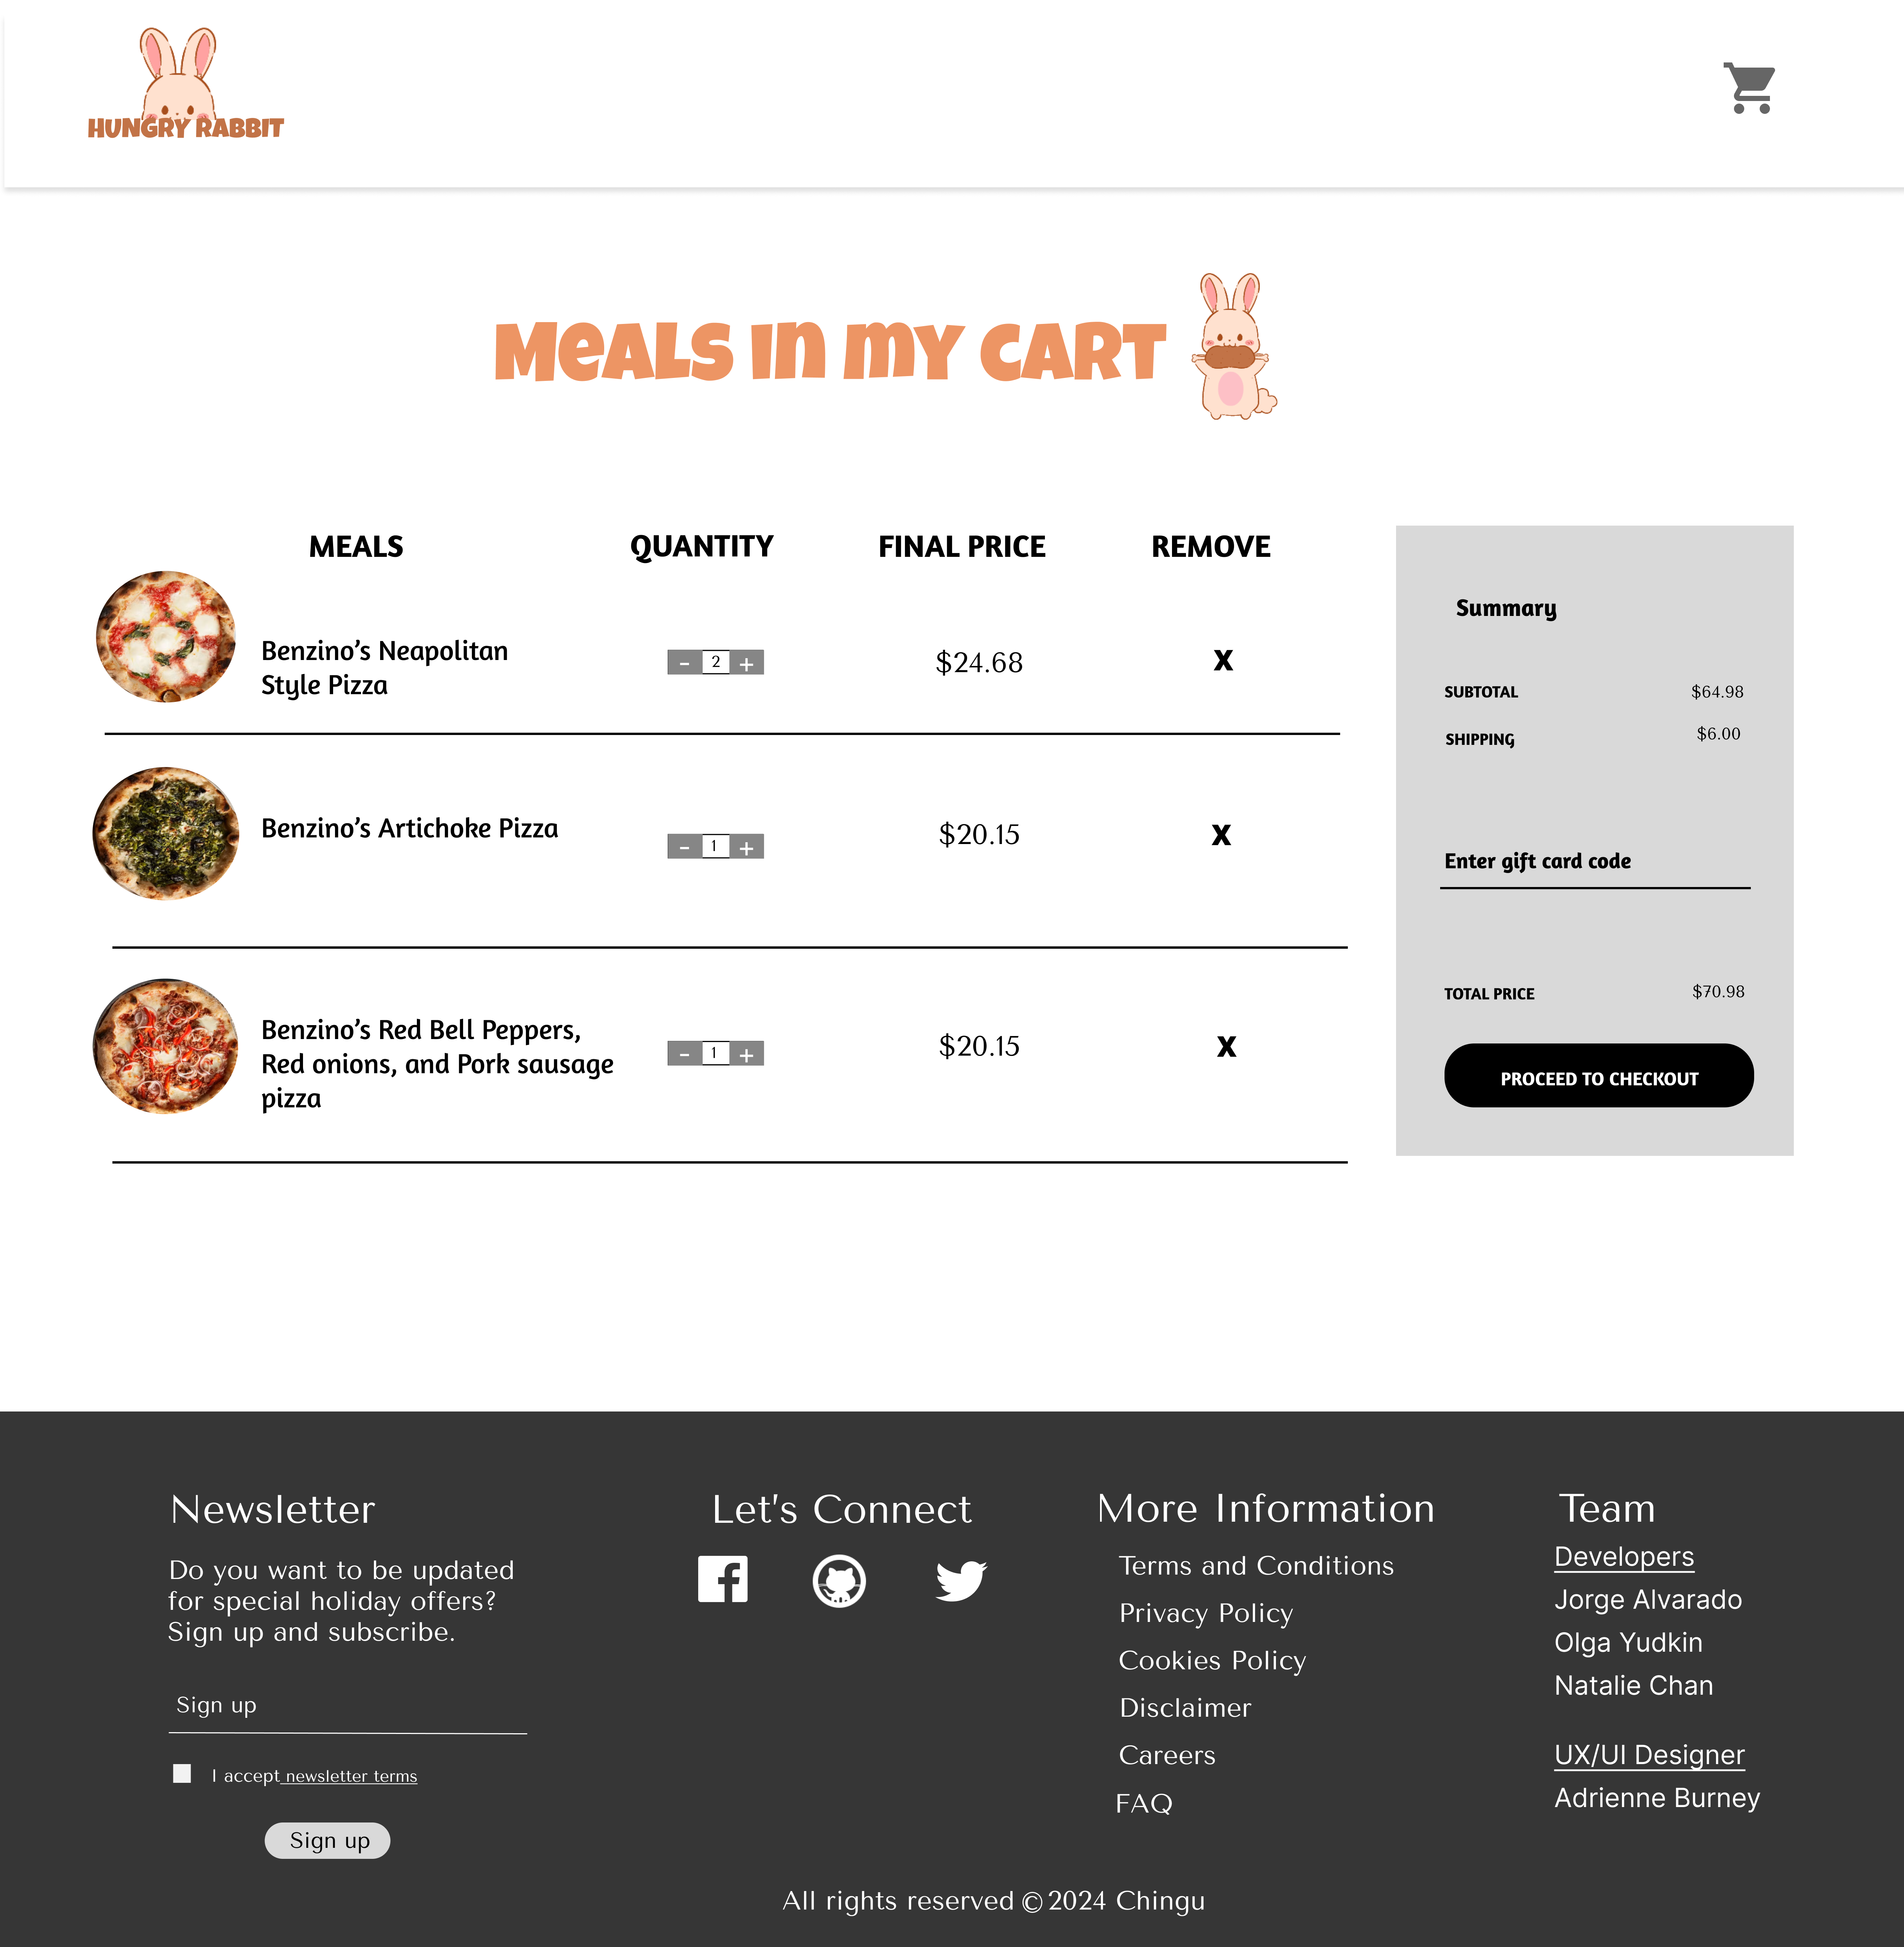 HUNGRY RABBIT
Meals in my cart
MEALS QUANTITY FINAL PRICE REMOVE
Benzino’s Neapolitan
Style Pizza
- 2 +
$24.68
X
Benzino’s Artichoke Pizza
- 1 +
$20.15
X
Benzino’s Red Bell Peppers,
Red onions, and Pork sausage
pizza
- 1 +
$20.15
X
Summary
SUBTOTAL $64.98
SHIPPING $6.00
Enter gift card code
TOTAL PRICE $70.98
PROCEED TO CHECKOUT
Newsletter
Do you want to be updated
for special holiday offers?
Sign up and subscribe.
Sign up
I accept newsletter terms
Sign up
Let's Connect
More Information
Terms and Conditions
Privacy Policy
Cookies Policy
Disclaimer
Careers
FAQ
Team
Developers
Jorge Alvarado
Olga Yudkin
Natalie Chan
UX/UI Designer
Adrienne Burney
All rights reserved © 2024 Chingu